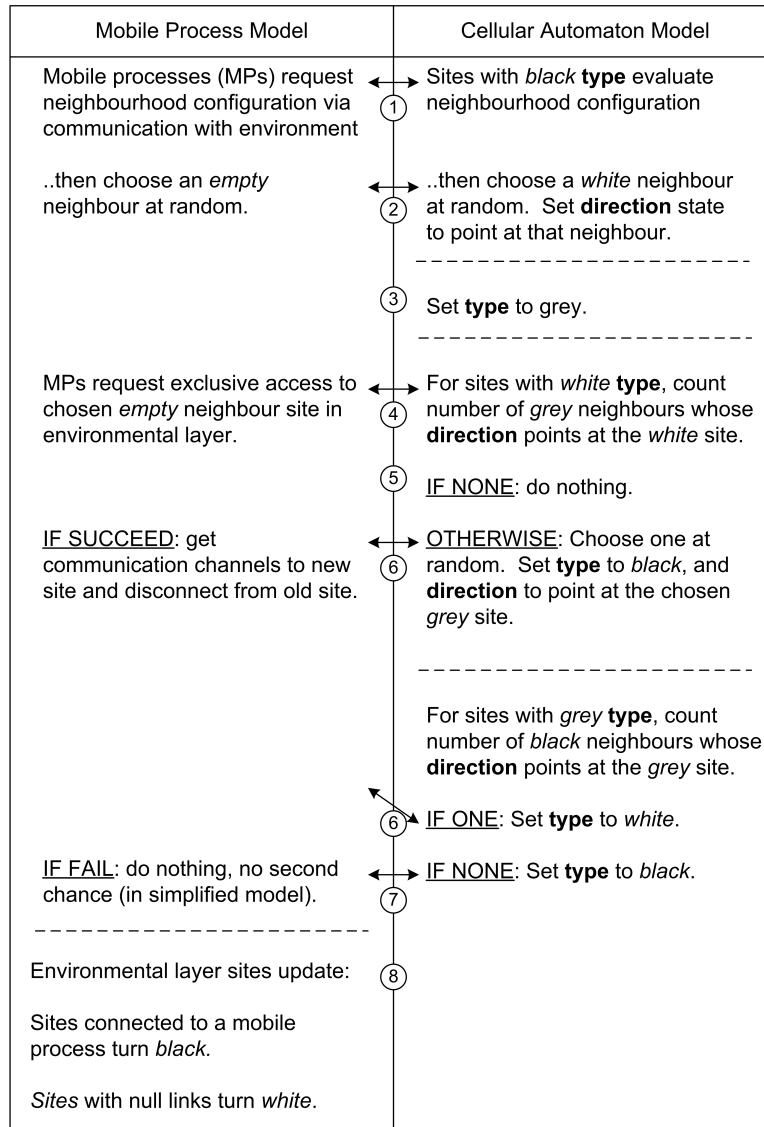 Mobile Process Model
Cellular Automaton Model
Mobile processes (MPs) request
neighbourhood configuration via
communication with environment
1
Sites with black type evaluate
neighbourhood configuration
..then choose an empty
neighbour at random.
2
..then choose a white neighbour
at random. Set direction state
to point at that neighbour.
3
Set type to grey.
MPs request exclusive access to
chosen empty neighbour site in
environmental layer.
4
For sites with white type, count
number of grey neighbours whose
direction points at the white site.
5
IF NONE: do nothing.
IF SUCCEED: get
communication channels to new
site and disconnect from old site.
6
OTHERWISE: Choose one at
random. Set type to black, and
direction to point at the chosen
grey site.
For sites with grey type, count
number of black neighbours whose
direction points at the grey site.
6
IF ONE: Set type to white.
IF FAIL: do nothing, no second
chance (in simplified model).
7
IF NONE: Set type to black.
Environmental layer sites update:
8
Sites connected to a mobile
process turn black.
Sites with null links turn white.